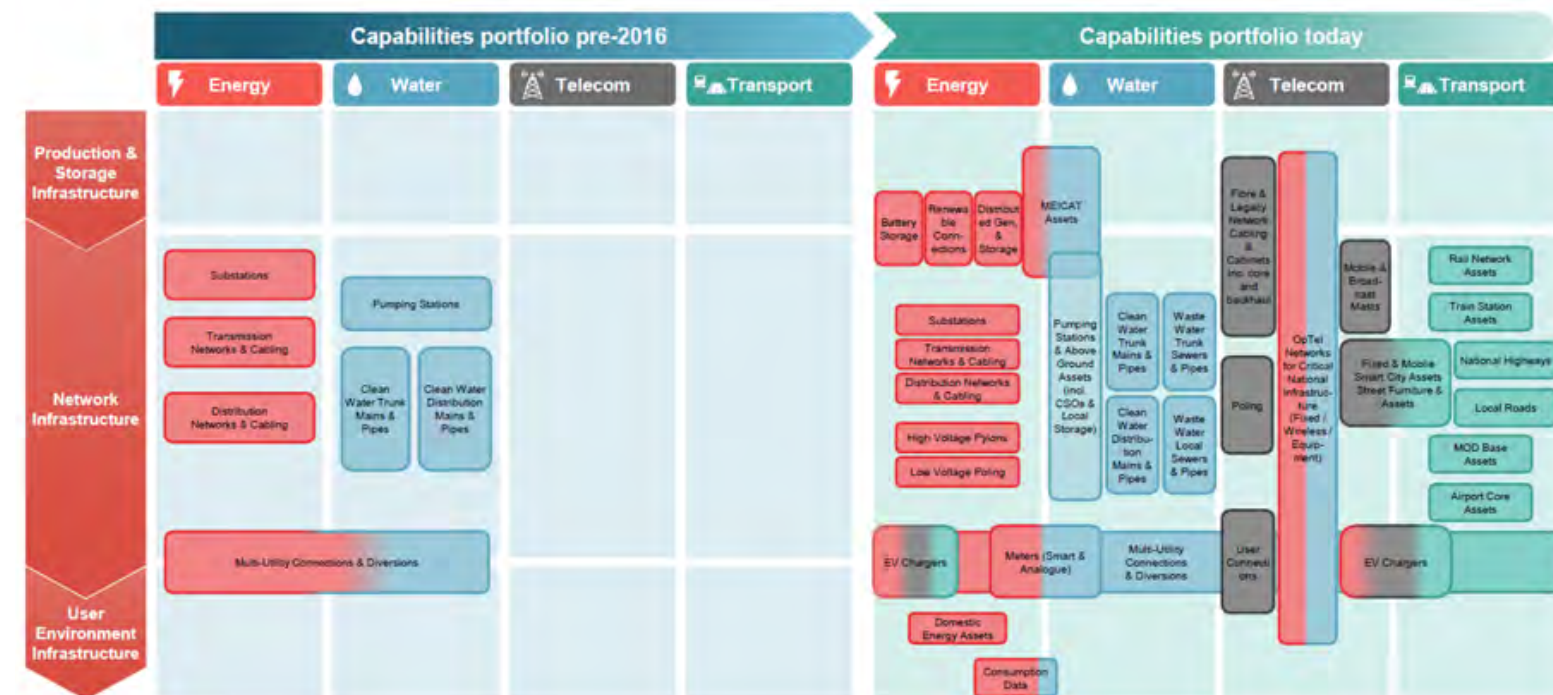 Capabilities portfolio pre-2016
Capabilities portfolio today
Energy
Water
Telecom
Transport
Energy
Water
Telecom
Transport
Production &
Storage
Infrastructure
Network
Infrastructure
User
Environment
Infrastructure
Substations
Transmission
Networks & Cabling
Distribution
Networks & Cabling
Pumping Stations
Clean
Water Trunk
Mains &
Pipes
Clean Water
Distribution
Mains &
Pipes
Multi-Utility Connections & Diversions
Battery
Storage
Renewa
ble
Conn-
ections
Distribut
ed Gen,
&
Storage
MEICAT
Assets
Substations
Transmission
Networks & Cabling
Distribution Networks
& Cabling
High Voltage Pylons
Low Voltage Poling
Pumping
Stations
& Above
Ground
Assets
(incl.
CSOs &
Local
Storage)
Clean
Water
Trunk
Mains &
Pipes
Waste
Water
Trunk
Sewers
& Pipes
Clean
Water
Distribu-
tion
Mains &
Pipes
Waste
Water
Local
Sewers
& Pipes
Fibre &
Legacy
Network
Cabling
&
Cabinets
inc. core
and
backhaul
Poling
User
Connecti
ons
OpTel
Networks
for Critical
National
Infrastruc-
ture
(Fixed /
Wireless /
Equip-
ment)
Mobile &
Broad-
cast
Masts
Fixed & Mobile
Smart City Assets
Street Furniture &
Assets
Rail Network
Assets
Train Station
Assets
National Highways
Local Roads
MOD Base
Assets
Airport Core
Assets
EV Chargers
Meters (Smart &
Analogue)
Multi-Utility
Connections
& Diversions
EV Chargers
Domestic
Energy Assets
Consumption
Data